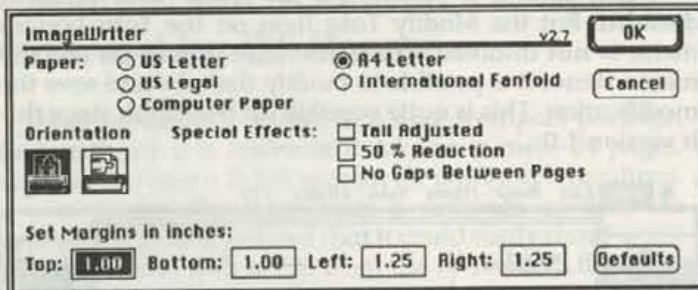 ImageWriter v2.7 OK
Paper: US Letter A4 Letter
US Legal International Fanfold Cancel
Computer Paper
Orientation Special Effects: Tall Adjusted
50 % Reduction
No Gaps Between Pages
Set Margins in inches:
Top: 1.00 Bottom: 1.00 Left: 1.25 Right: 1.25 Defaults